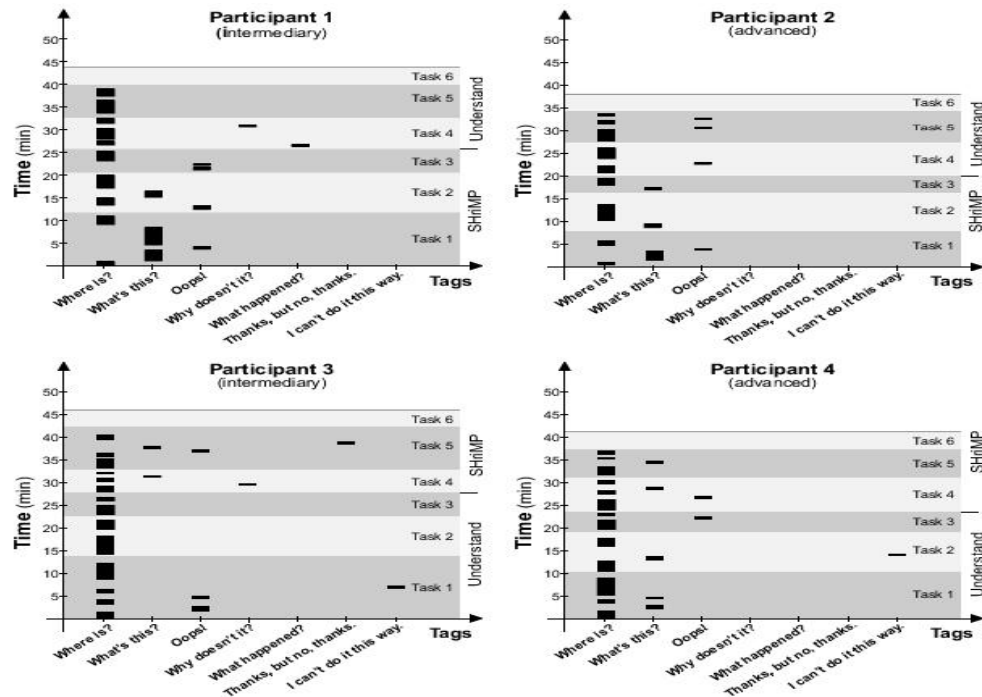 Participant 1
(intermediary)
Time (min)
50
45
40
35
30
25
20
15
10
5
Task 6
Task 5
Task 4
Task 3
Task 2
Task 1
Understand
SHriMP
Tags
Where is?
What's this?
Oops!
Why doesn't it?
What happened?
Thanks, but no, thanks.
I can't do it this way.
Participant 2
(advanced)
Time (min)
50
45
40
35
30
25
20
15
10
5
Task 6
Task 5
Task 4
Task 3
Task 2
Task 1
Understand
SHriMP
Tags
Where is?
What's this?
Oops!
Why doesn't it?
What happened?
Thanks, but no, thanks.
I can't do it this way.
Participant 3
(intermediary)
Time (min)
50
45
40
35
30
25
20
15
10
5
Task 6
Task 5
Task 4
Task 3
Task 2
Task 1
SHriMP
Understand
Tags
Where is?
What's this?
Oops!
Why doesn't it?
What happened?
Thanks, but no, thanks.
I can't do it this way.
Participant 4
(advanced)
Time (min)
50
45
40
35
30
25
20
15
10
5
Task 6
Task 5
Task 4
Task 3
Task 2
Task 1
SHriMP
Understand
Tags
Where is?
What's this?
Oops!
Why doesn't it?
What happened?
Thanks, but no, thanks.
I can't do it this way.